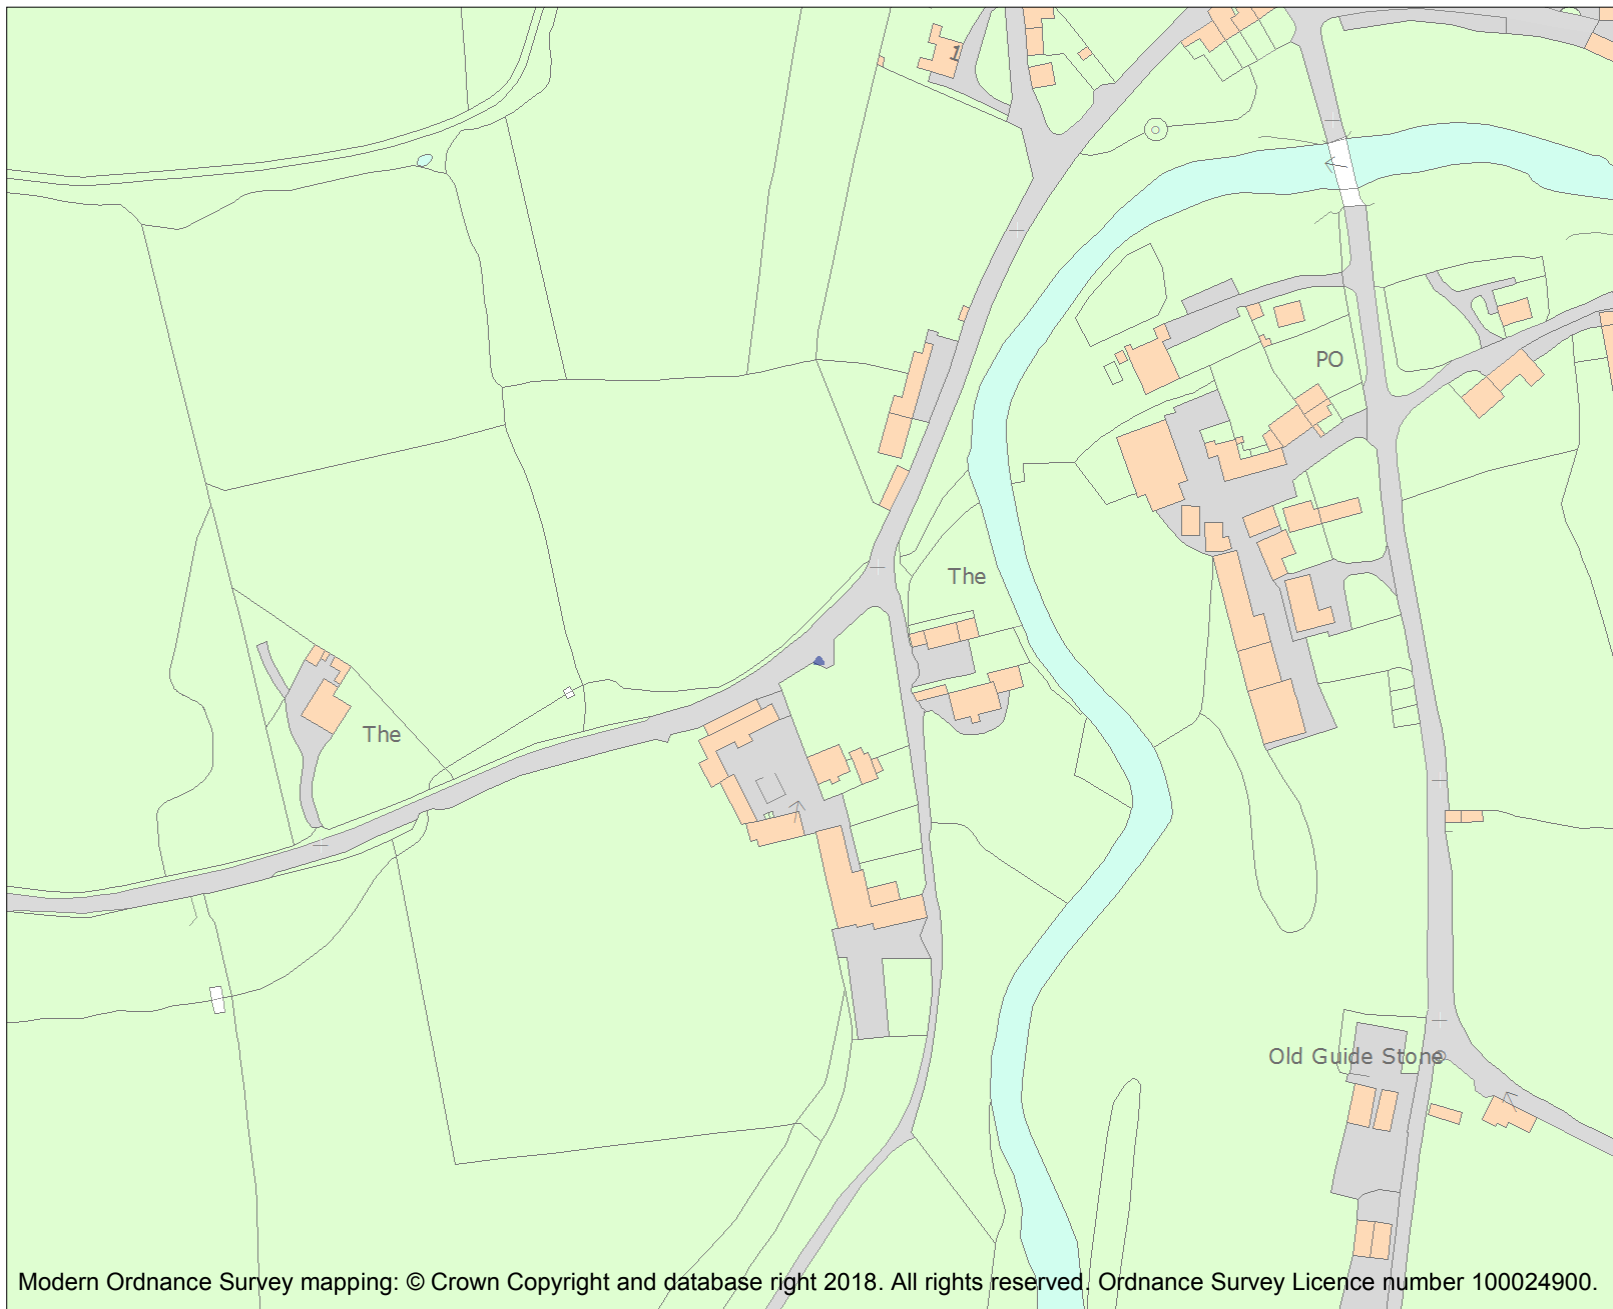 1
PO
The
The
Old Guide Stone
Modern Ordnance Survey mapping: © Crown Copyright and database right 2018. All rights reserved. Ordnance Survey Licence number 100024900.